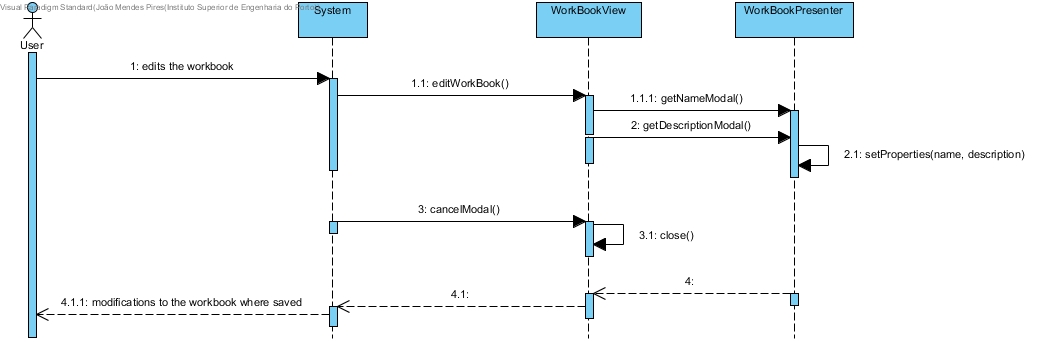 Visual Paradigm Standard(João Mendes Pires(Instituto Superior de Engenharia do Porto))
System
WorkBookView
WorkBookPresenter
User
1: edits the workbook
1.1: editWorkBook()
1.1.1: getNameModal()
2: getDescriptionModal()
2.1: setProperties(name, description)
3: cancelModal()
3.1: close()
4:
4.1:
4.1.1: modifications to the workbook where saved